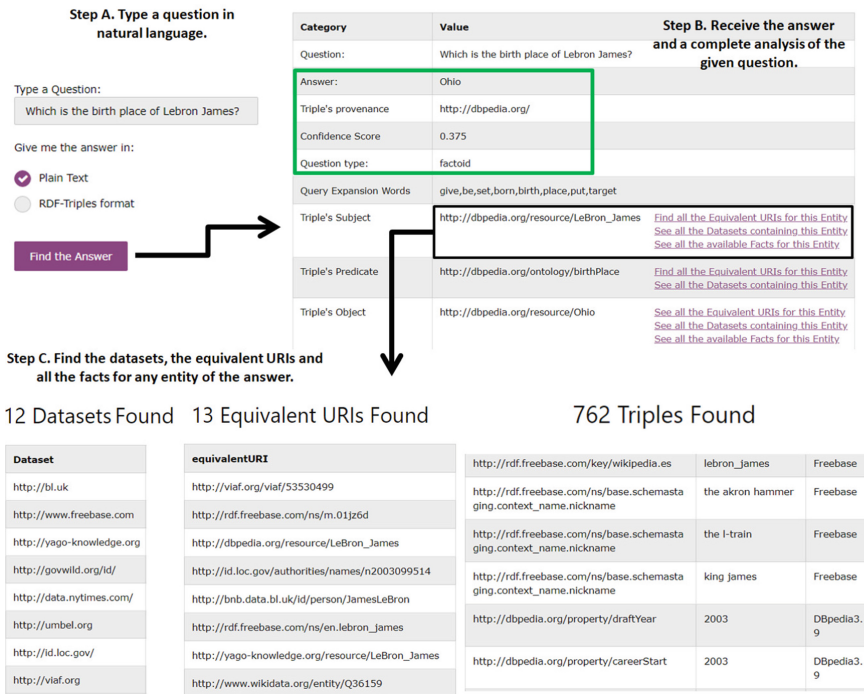 Step A. Type a question in
natural language.
Type a Question:
Which is the birth place of Lebron James?
Give me the answer in:
Plain Text
RDF-Triples format
Find the Answer
Step B. Receive the answer
and a complete analysis of the
given question.
Category Value
Question: Which is the birth place of Lebron James?
Answer: Ohio
Triple's provenance http://dbpedia.org/
Confidence Score 0.375
Question type: factoid
Query Expansion Words give,be,set,born,birth,place,put,target
Triple's Subject http://dbpedia.org/resource/LeBron_James Find all the Equivalent URIs for this Entity
See all the Datasets containing this Entity
See all the available Facts for this Entity
Triple's Predicate http://dbpedia.org/ontology/birthPlace Find all the Equivalent URIs for this Entity
See all the Datasets containing this Entity
Triple's Object http://dbpedia.org/resource/Ohio See all the Equivalent URIs for this Entity
See all the Datasets containing this Entity
See all the available Facts for this Entity
Step C. Find the datasets, the equivalent URIs and
all the facts for any entity of the answer.
12 Datasets Found
Dataset
http://bl.uk
http://www.freebase.com
http://yago-knowledge.org
http://govwild.org/id/
http://data.nytimes.com/
http://umbel.org
http://id.loc.gov/
http://viaf.org
13 Equivalent URIs Found
equivalentURI
http://viaf.org/viaf/53530499
http://rdf.freebase.com/ns/m.01jz6d
http://dbpedia.org/resource/LeBron_James
http://id.loc.gov/authorities/names/n2003099514
http://bnb.data.bl.uk/id/person/JamesLeBron
http://rdf.freebase.com/ns/en.lebron_james
http://yago-knowledge.org/resource/LeBron_James
http://www.wikidata.org/entity/Q36159
762 Triples Found
http://rdf.freebase.com/key/wikipedia.es lebron_james Freebase
http://rdf.freebase.com/ns/base.schemasta the akron hammer Freebase
ging.context_name.nickname
http://rdf.freebase.com/ns/base.schemasta the l-train Freebase
ging.context_name.nickname
http://rdf.freebase.com/ns/base.schemasta king james Freebase
ging.context_name.nickname
http://dbpedia.org/property/draftYear 2003 DBpedia3.
9
http://dbpedia.org/property/careerStart 2003 DBpedia3.
9